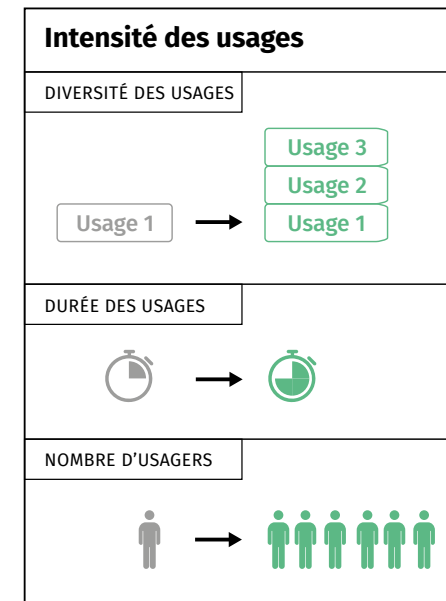 Intensité des usages
DIVERSITÉ DES USAGES
Usage 3
Usage 2
Usage 1
Usage 1
DURÉE DES USAGES
NOMBRE D'USAGERS